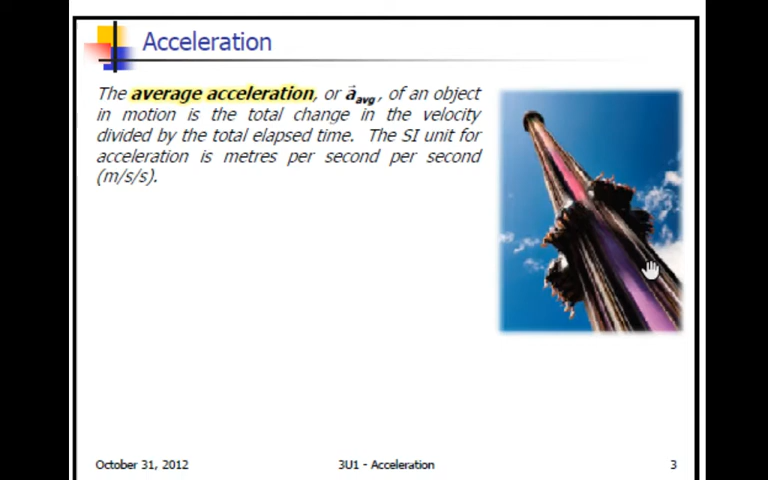 Acceleration
The average acceleration, or a⃗avg, of an object
in motion is the total change in the velocity
divided by the total elapsed time. The SI unit for
acceleration is metres per second per second
(m/s/s).
October 31, 2012
3U1 - Acceleration
3